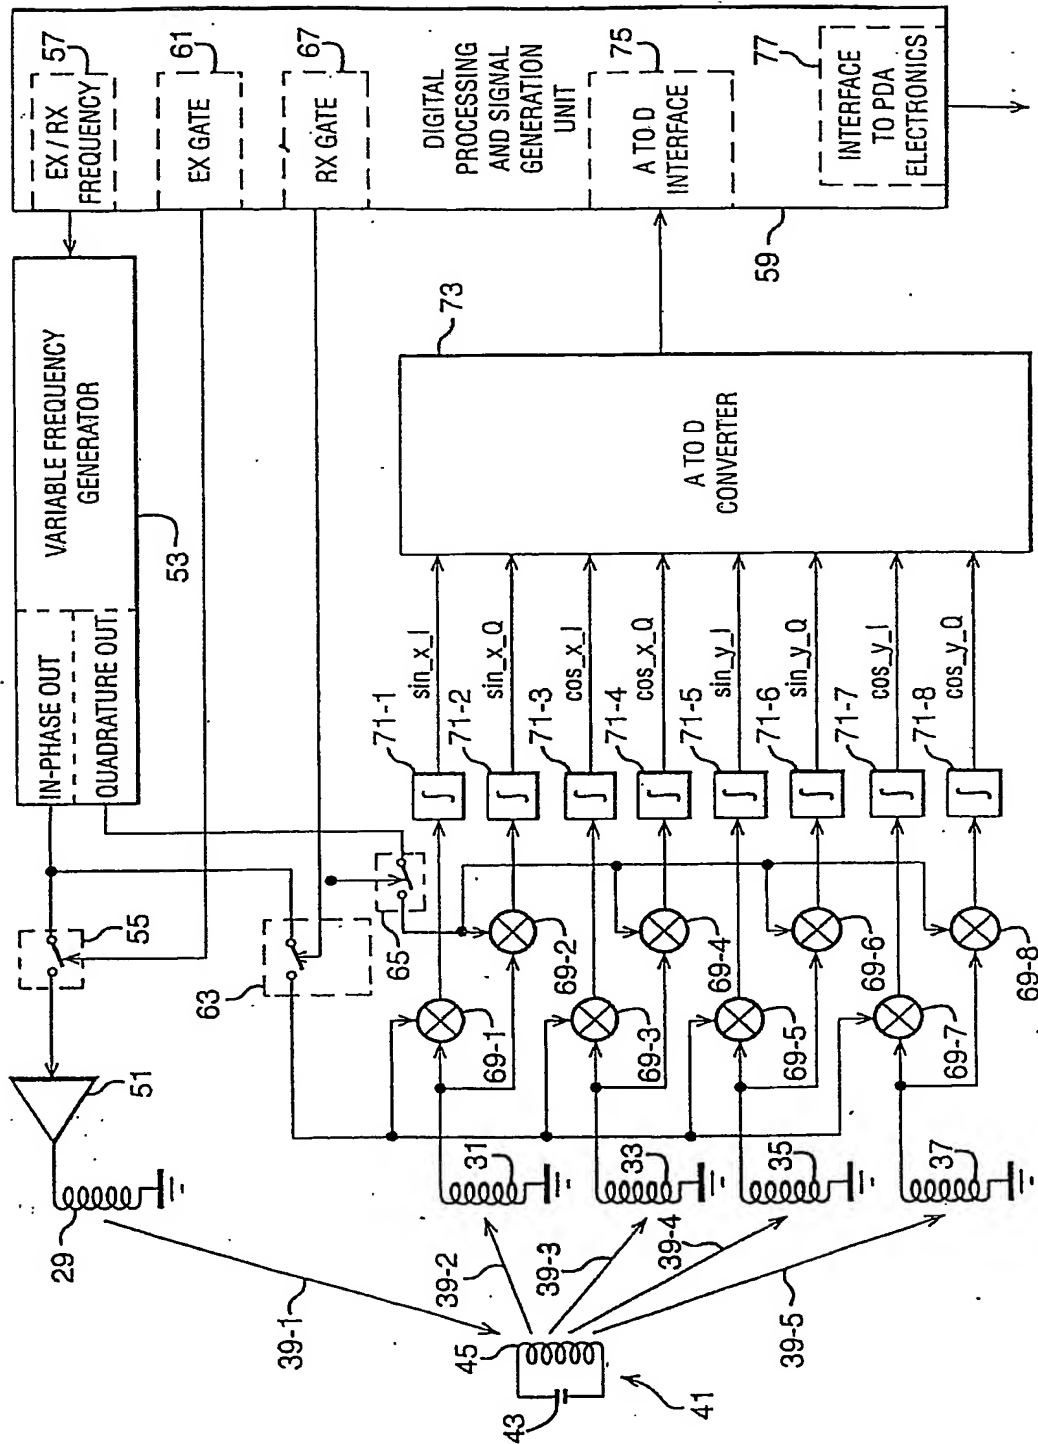 29
51
55
IN-PHASE OUT
QUADRATURE OUT
VARIABLE FREQUENCY
GENERATOR
53
EX / RX
FREQUENCY
57
EX GATE
61
RX GATE
67
DIGITAL
PROCESSING
AND SIGNAL
GENERATION
UNIT
A TO D
INTERFACE
75
INTERFACE
TO PDA
ELECTRONICS
77
59
63
65
39-1
39-2
39-3
39-4
39-5
45
43
41
31
33
35
37
69-1
69-2
69-3
69-4
69-5
69-6
69-7
69-8
∫
∫
∫
∫
∫
∫
∫
∫
71-1
71-2
71-3
71-4
71-5
71-6
71-7
71-8
sin_x_I
sin_x_Q
cos_x_I
cos_x_Q
sin_y_I
sin_y_Q
cos_y_I
cos_y_Q
A TO D
CONVERTER
73